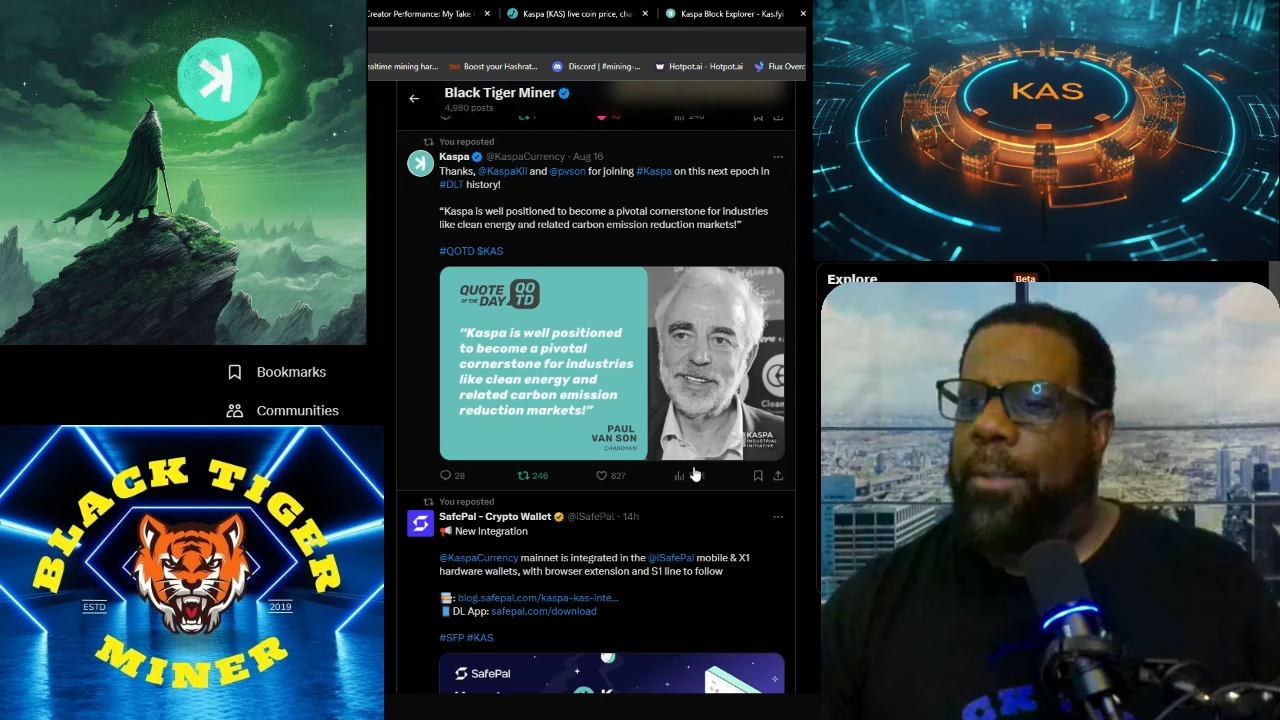 Creator Performance: My Take
Kaspa (KAS) live coin price, cha
Kaspa Block Explorer - Kas.fyi
ealtime mining har...
Boost your Hashrat...
Discord | #mining-...
Hotpot.ai - Hotpot.ai
Flux Overc
Black Tiger Miner
4,980 posts
You reposted
Kaspa @KaspaCurrency · Aug 16
Thanks, @KaspaKII and @pvson for joining #Kaspa on this next epoch in
#DLT history!
“Kaspa is well positioned to become a pivotal cornerstone for industries
like clean energy and related carbon emission reduction markets!”
#QOTD $KAS
QUOTE
OF THE DAY
QO
TD
“Kaspa is well positioned
to become a pivotal
cornerstone for industries
like clean energy and
related carbon emission
reduction markets!”
PAUL
VAN SON
CHAIRMAN
KASPA
INDUSTRIAL
INITIATIVE
28
246
827
You reposted
SafePal - Crypto Wallet @iSafePal · 14h
New Integration
@KaspaCurrency mainnet is integrated in the @iSafePal mobile & X1
hardware wallets, with browser extension and S1 line to follow
: blog.safepal.com/kaspa-kas-inte...
DL App: safepal.com/download
#SFP #KAS
SafePal
Bookmarks
Communities
BLACK TIGER
ESTD
2019
MINER
KAS
Explore
Beta